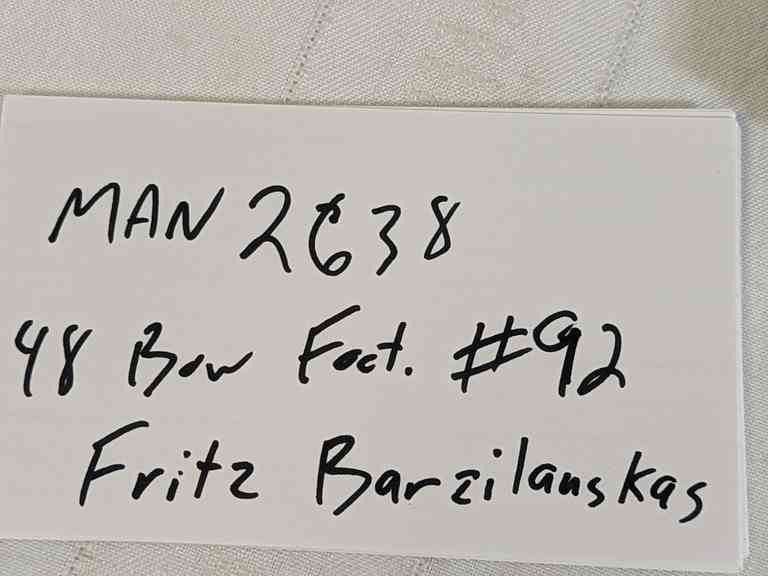 MAN 2638
48 Bow Fact. #92
Fritz Barzilauskas